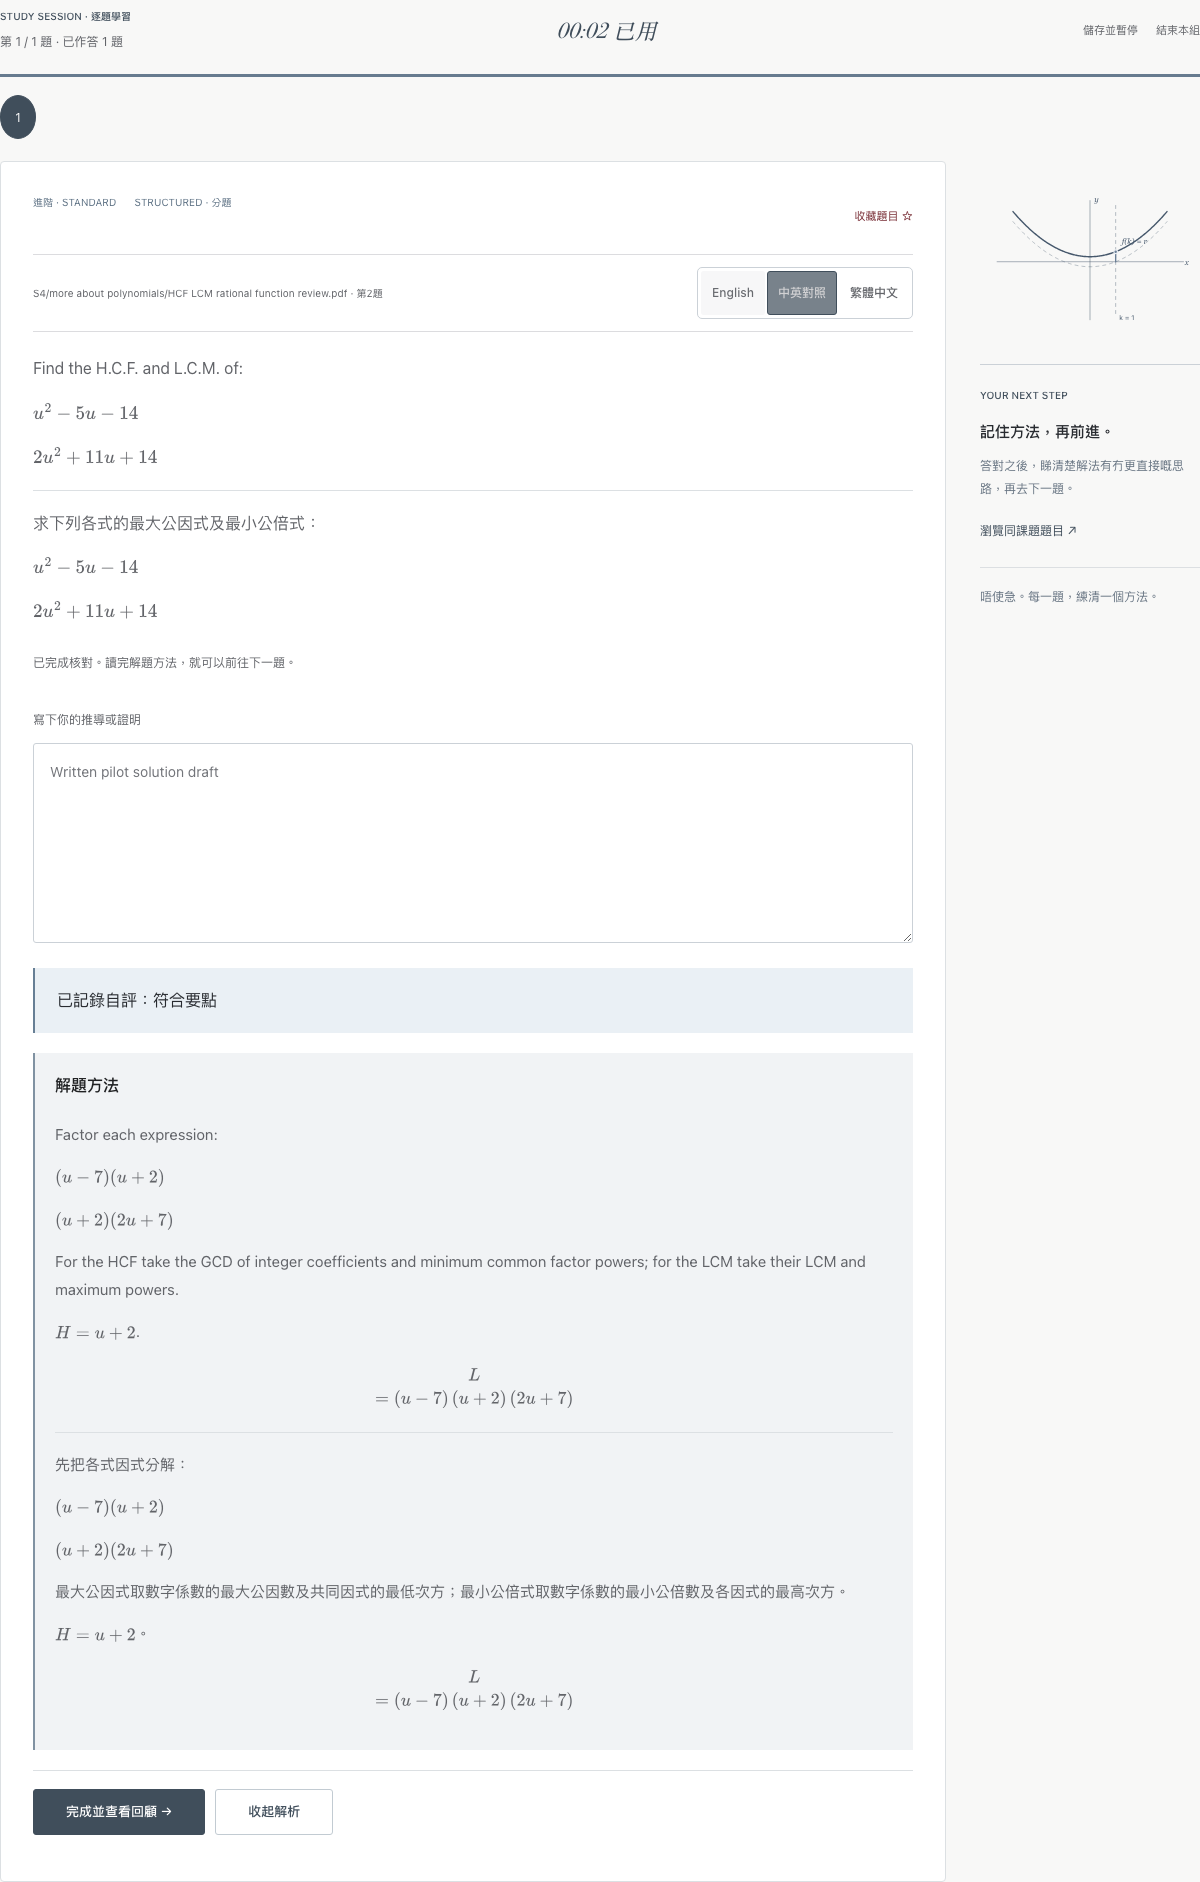 STUDY SESSION · 逐題學習
第 1 / 1 題 · 已作答 1 題
00:02 已用
儲存並暫停
結束本組
1
進階 · STANDARD
STRUCTURED · 分題
收藏題目 ☆
S4/more about polynomials/HCF LCM rational function review.pdf · 第2題
English
中英對照
繁體中文
Find the H.C.F. and L.C.M. of:
u² − 5u − 14
2u² + 11u + 14
求下列各式的最大公因式及最小公倍式：
u² − 5u − 14
2u² + 11u + 14
已完成核對。讀完解題方法，就可以前往下一題。
寫下你的推導或證明
Written pilot solution draft
已記錄自評：符合要點
解題方法
Factor each expression:
(u − 7)(u + 2)
(u + 2)(2u + 7)
For the HCF take the GCD of integer coefficients and minimum common factor powers; for the LCM take their LCM and
maximum powers.
H = u + 2.
L
= (u − 7) (u + 2) (2u + 7)
先把各式因式分解：
(u − 7)(u + 2)
(u + 2)(2u + 7)
最大公因式取數字係數的最大公因數及共同因式的最低次方；最小公倍式取數字係數的最小公倍數及各因式的最高次方。
H = u + 2。
L
= (u − 7) (u + 2) (2u + 7)
完成並查看回顧 →
收起解析
y
f(k) = r
x
k = 1
YOUR NEXT STEP
記住方法，再前進。
答對之後，睇清楚解法有冇更直接嘅思
路，再去下一題。
瀏覽同課題題目 ↗
唔使急。每一題，練清一個方法。